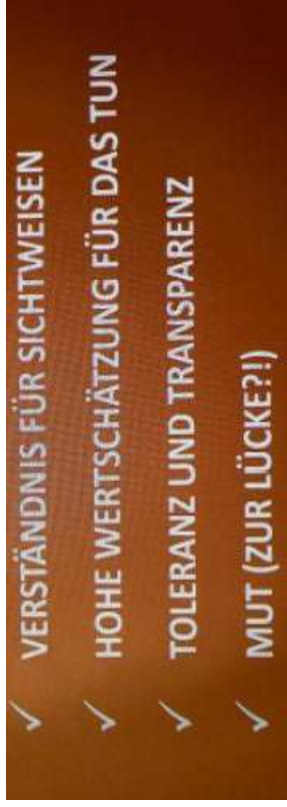 ✓ VERSTÄNDNIS FÜR SICHTWEISEN
✓ HOHE WERTSCHÄTZUNG FÜR DAS TUN
✓ TOLERANZ UND TRANSPARENZ
✓ MUT (ZUR LÜCKE?!)